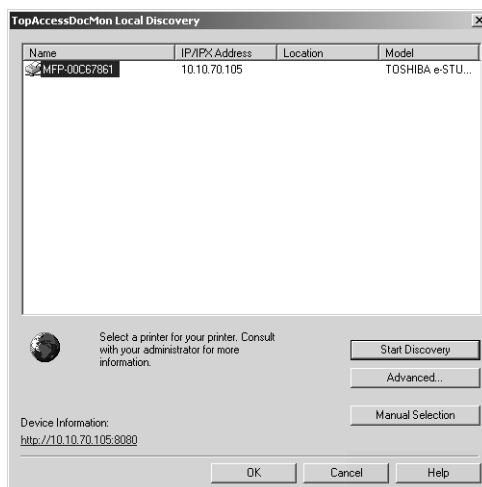 TopAccessDocMon Local Discovery
Name IP/IPX Address Location Model
MFP-00C67861 10.10.70.105 TOSHIBA e-STU...
Select a printer for your printer. Consult
with your administrator for more
information.
Start Discovery
Advanced...
Manual Selection
Device Information:
http://10.10.70.105:8080
OK Cancel Help